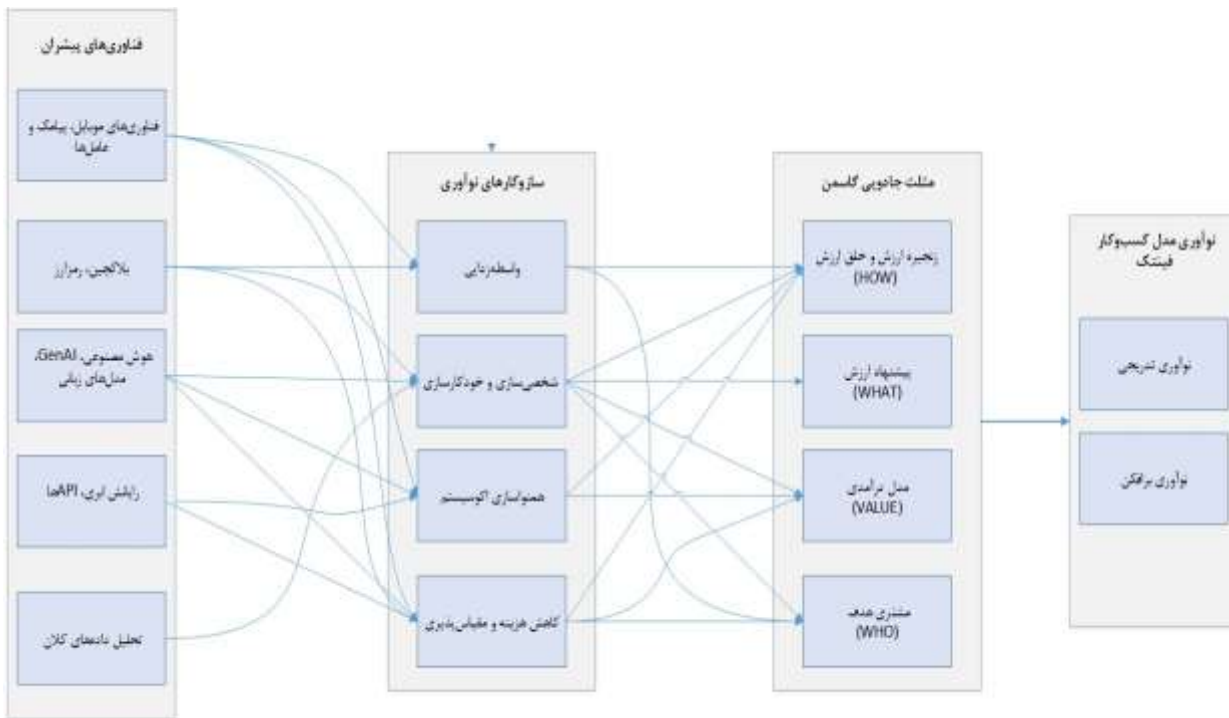 فناوری‌های پیشران
فناوری‌های موبایل، پیامک و
عامل‌ها
بلاکچین، رمزارز
هوش مصنوعی، GenAI،
مدل‌های زبانی
رایانش ابری، APIها
تحلیل داده‌های کلان
سازوکارهای نوآوری
واسطه‌زدایی
شخصی‌سازی و خودکارسازی
همنواسازی اکوسیستم
کاهش هزینه و مقیاس‌پذیری
مثلث جادویی گاسمن
زنجیره ارزش و خلق ارزش
(HOW)
پیشنهاد ارزش
(WHAT)
مدل درآمدی
(VALUE)
مشتری هدف
(WHO)
نوآوری مدل کسب‌وکار
فینتک
نوآوری تدریجی
نوآوری برافکن